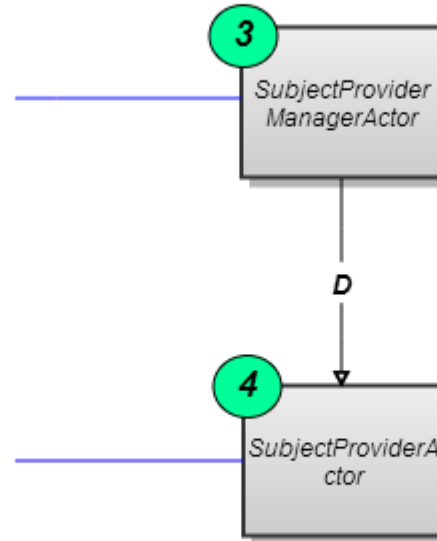 3
SubjectProvider
ManagerActor
D
4
SubjectProviderA
ctor